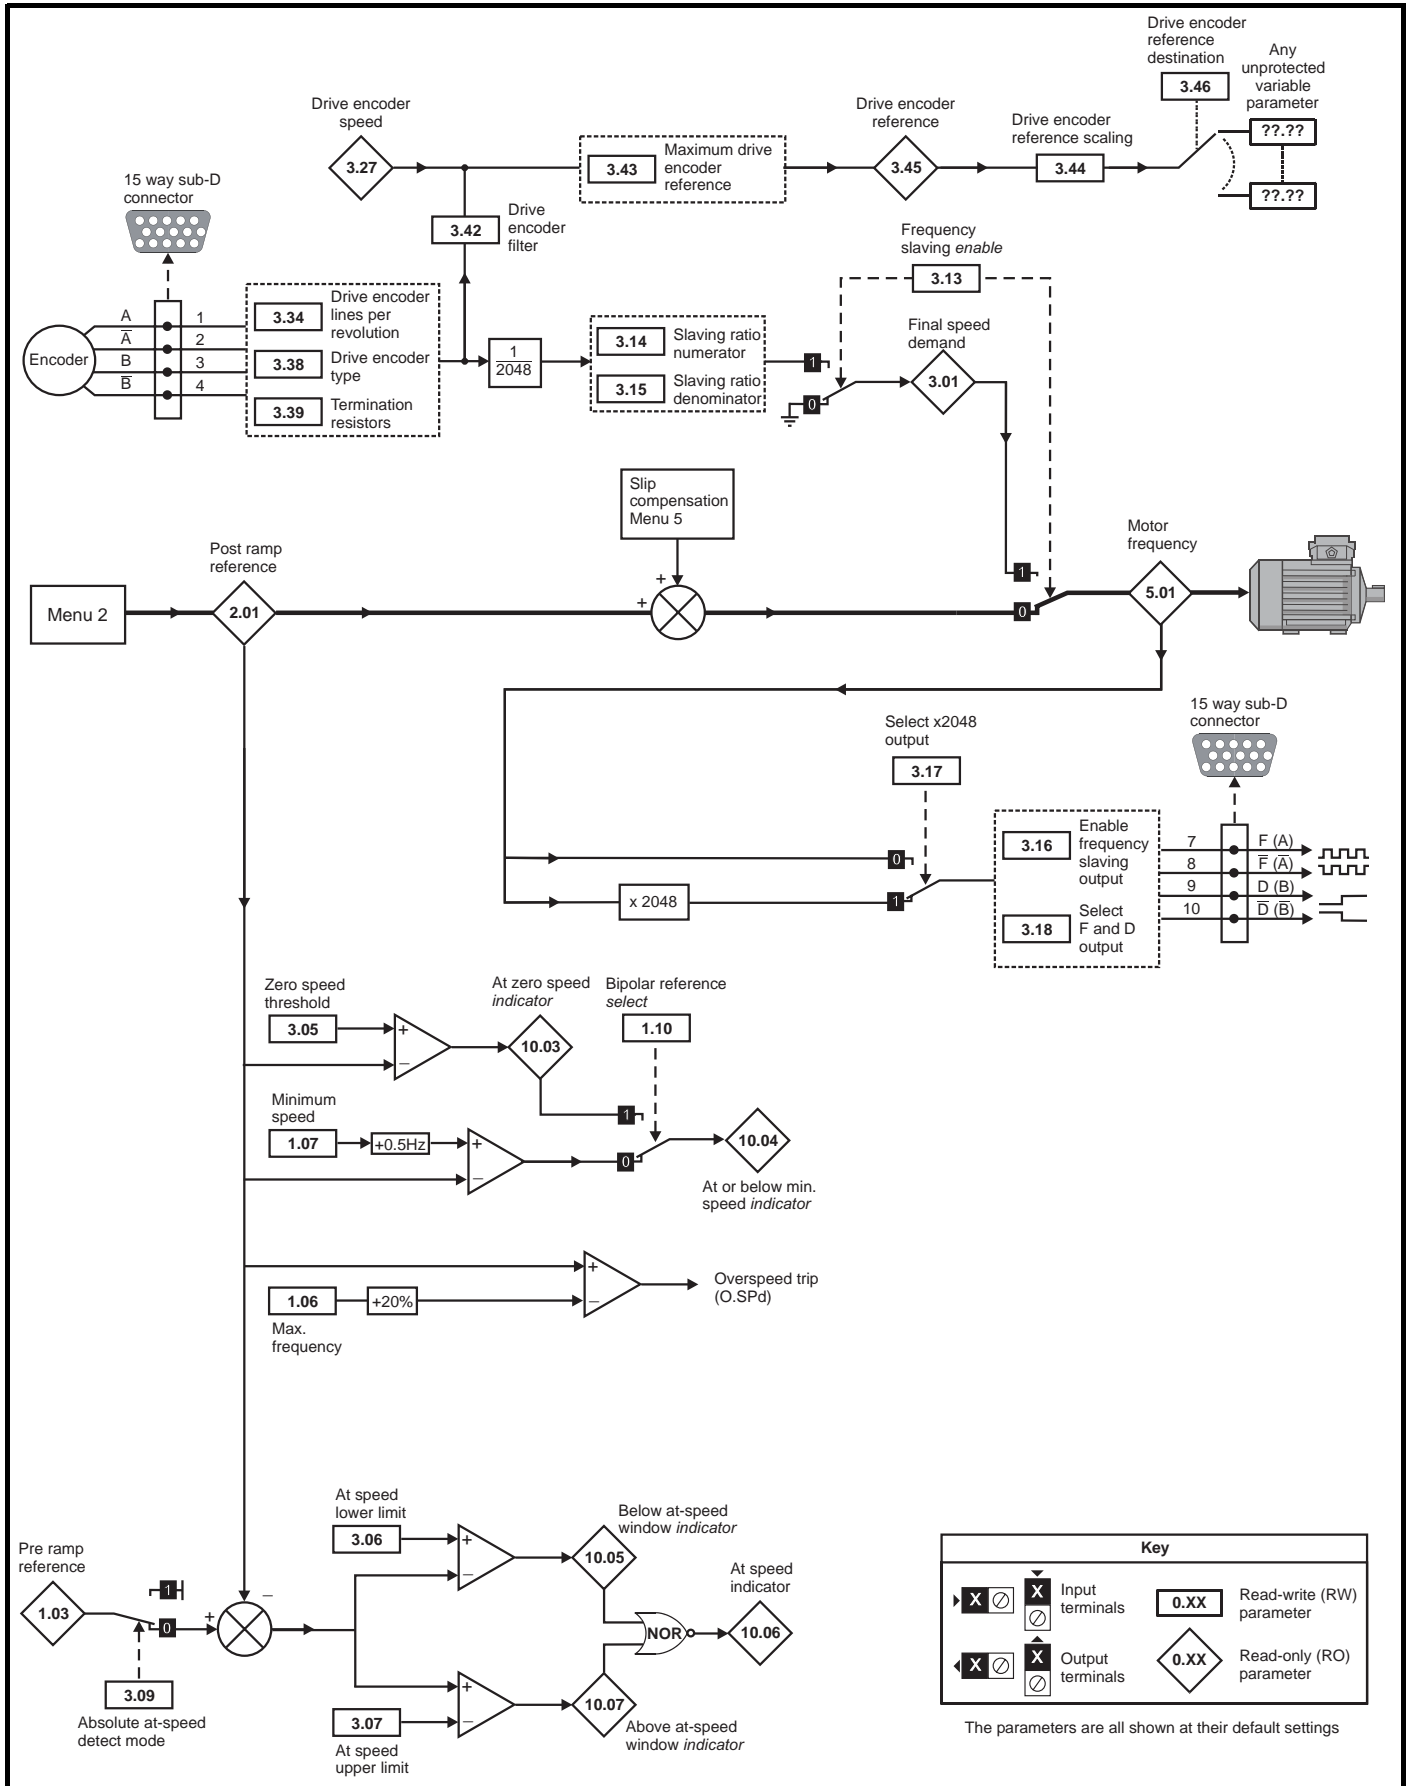 Drive encoder
reference
destination
3.46
Any
unprotected
variable
parameter
??.??
??.??
Drive encoder
speed
3.27
3.43
Maximum drive
encoder
reference
Drive encoder
reference
3.45
Drive encoder
reference scaling
3.44
15 way sub-D
connector
3.42
Drive
encoder
filter
Frequency
slaving enable
3.13
Encoder
A
A̅
B
B̅
1
2
3
4
3.34
Drive encoder
lines per
revolution
3.38
Drive encoder
type
3.39
Termination
resistors
1
2048
3.14
Slaving ratio
numerator
3.15
Slaving ratio
denominator
1
0
Final speed
demand
3.01
Slip
compensation
Menu 5
Menu 2
Post ramp
reference
2.01
+
+
1
0
Motor
frequency
5.01
Select x2048
output
3.17
0
x 2048
1
3.16
Enable
frequency
slaving
output
3.18
Select
F and D
output
15 way sub-D
connector
7
F (A)
8
F̅ (A̅)
9
D (B)
10
D̅ (B̅)
Zero speed
threshold
3.05
+
–
At zero speed
indicator
10.03
Bipolar reference
select
1.10
Minimum
speed
1.07
+0.5Hz
+
–
1
0
10.04
At or below min.
speed indicator
1.06
+20%
Max.
frequency
+
–
Overspeed trip
(O.SPd)
Pre ramp
reference
1.03
1
0
3.09
Absolute at-speed
detect mode
+
–
At speed
lower limit
3.06
+
–
Below at-speed
window indicator
10.05
NOR
At speed
indicator
10.06
3.07
At speed
upper limit
+
–
10.07
Above at-speed
window indicator
Key
X
X
Input
terminals
0.XX
Read-write (RW)
parameter
X
X
Output
terminals
0.XX
Read-only (RO)
parameter
The parameters are all shown at their default settings